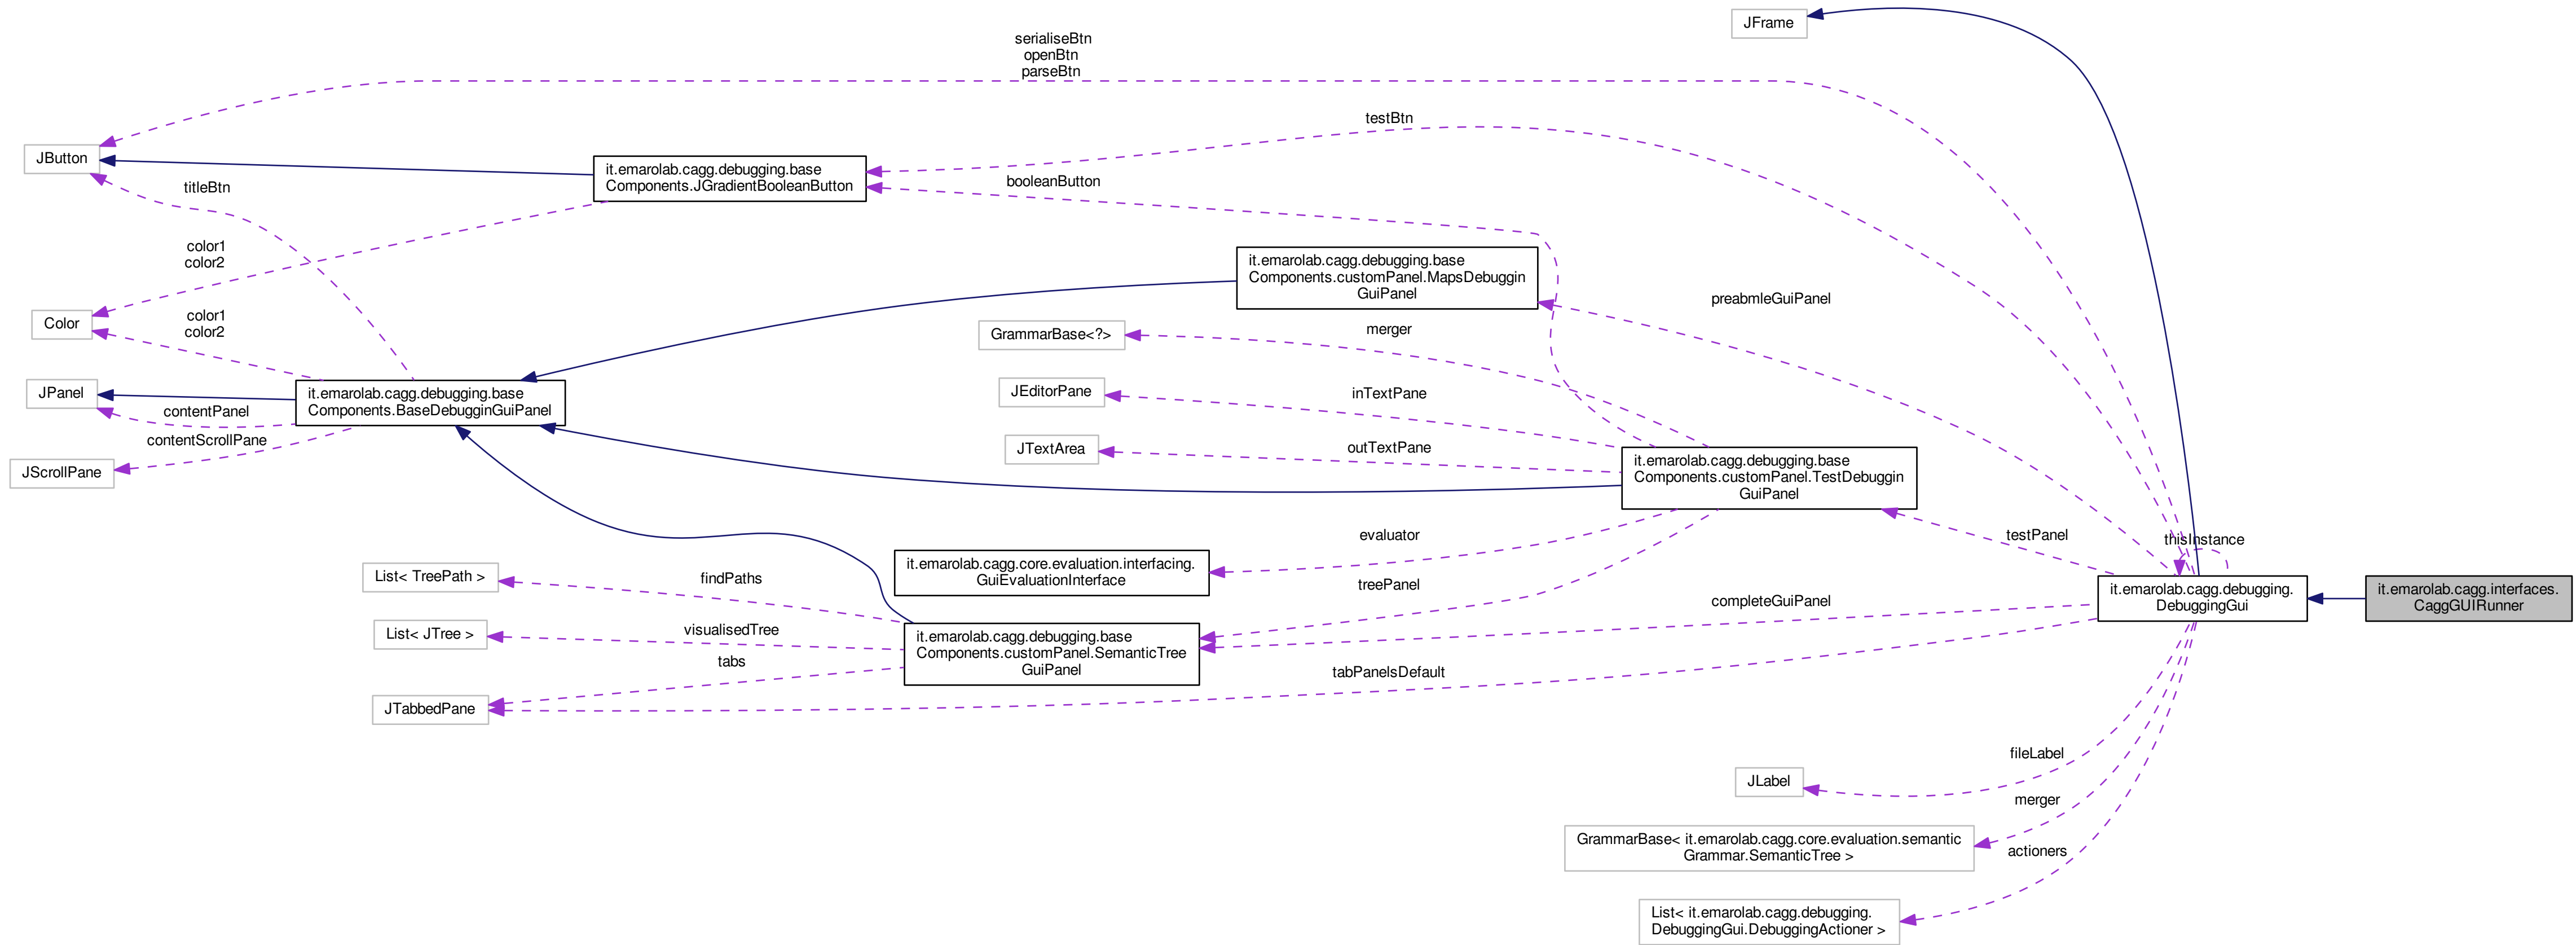 JFrame
serialiseBtn
openBtn
parseBtn
testBtn
JButton
it.emarolab.cagg.debugging.base
Components.JGradientBooleanButton
titleBtn
booleanButton
color1
color2
it.emarolab.cagg.debugging.base
Components.customPanel.MapsDebuggin
GuiPanel
preabmleGuiPanel
Color
color1
color2
GrammarBase<?>
merger
JPanel
it.emarolab.cagg.debugging.base
Components.BaseDebugginGuiPanel
contentPanel
contentScrollPane
JScrollPane
JEditorPane
inTextPane
JTextArea
outTextPane
it.emarolab.cagg.debugging.base
Components.customPanel.TestDebuggin
GuiPanel
evaluator
testPanel
thisInstance
it.emarolab.cagg.core.evaluation.interfacing.
GuiEvaluationInterface
treePanel
List< TreePath >
findPaths
completeGuiPanel
it.emarolab.cagg.debugging.
DebuggingGui
it.emarolab.cagg.interfaces.
CaggGUIRunner
List< JTree >
visualisedTree
it.emarolab.cagg.debugging.base
Components.customPanel.SemanticTree
GuiPanel
tabs
tabPanelsDefault
JTabbedPane
fileLabel
JLabel
merger
GrammarBase< it.emarolab.cagg.core.evaluation.semantic
Grammar.SemanticTree >
actioners
List< it.emarolab.cagg.debugging.
DebuggingGui.DebuggingActioner >